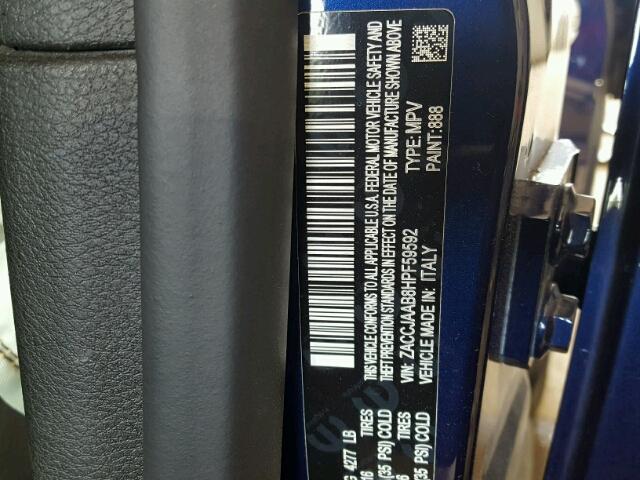 G 4277 LB
16 TIRES
(35 PSI) COLD
THIS VEHICLE CONFORMS TO ALL APPLICABLE U.S.A. FEDERAL MOTOR VEHICLE SAFETY AND
THEFT PREVENTION STANDARDS IN EFFECT ON THE DATE OF MANUFACTURE SHOWN ABOVE
6 TIRES
(35 PSI) COLD
VIN: ZACCJAAB8HPF59592 TYPE:MPV
VEHICLE MADE IN: ITALY PAINT:888